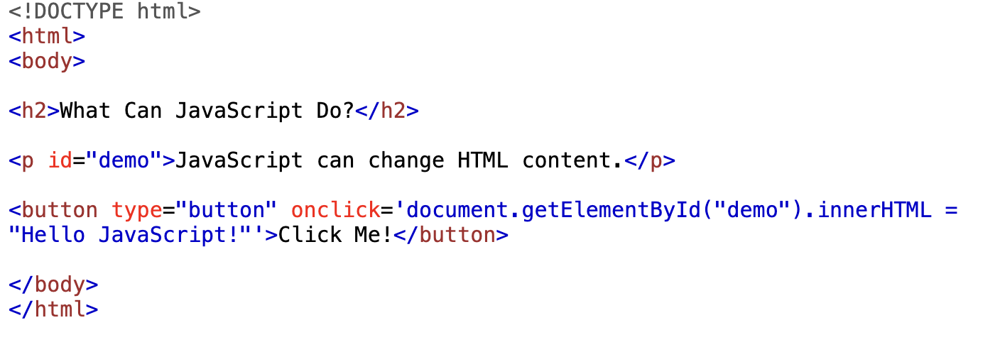 <!DOCTYPE html>
<html>
<body>
<h2>What Can JavaScript Do?</h2>
<p id="demo">JavaScript can change HTML content.</p>
<button type="button" onclick='document.getElementById("demo").innerHTML =
"Hello JavaScript!"'>Click Me!</button>
</body>
</html>